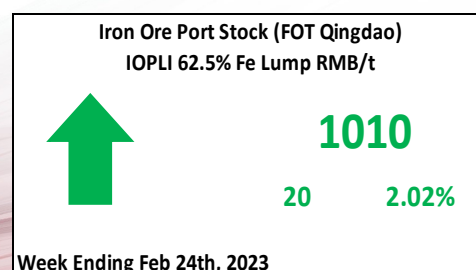 Iron Ore Port Stock (FOT Qingdao)
IOPLI 62.5% Fe Lump RMB/t
1010
20 2.02%
Week Ending Feb 24th, 2023